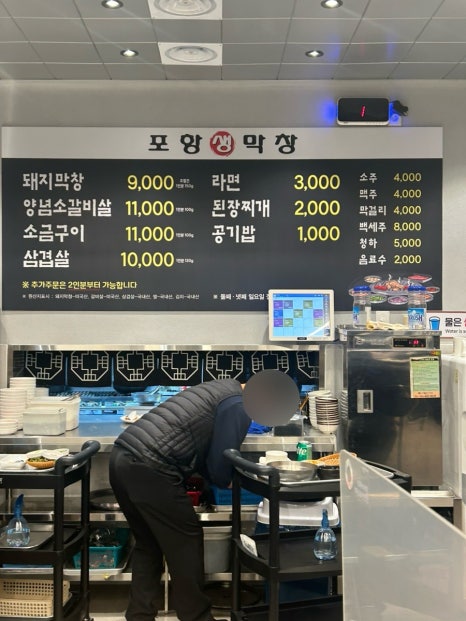 포항생막창
돼지막창 9,000
양념소갈비살 11,000
소금구이 11,000
삼겹살 10,000
라면 3,000
된장찌개 2,000
공기밥 1,000
소주 4,000
맥주 4,000
막걸리 4,000
백세주 8,000
청하 5,000
음료수 2,000
※ 추가주문은 2인분부터 가능합니다
물은